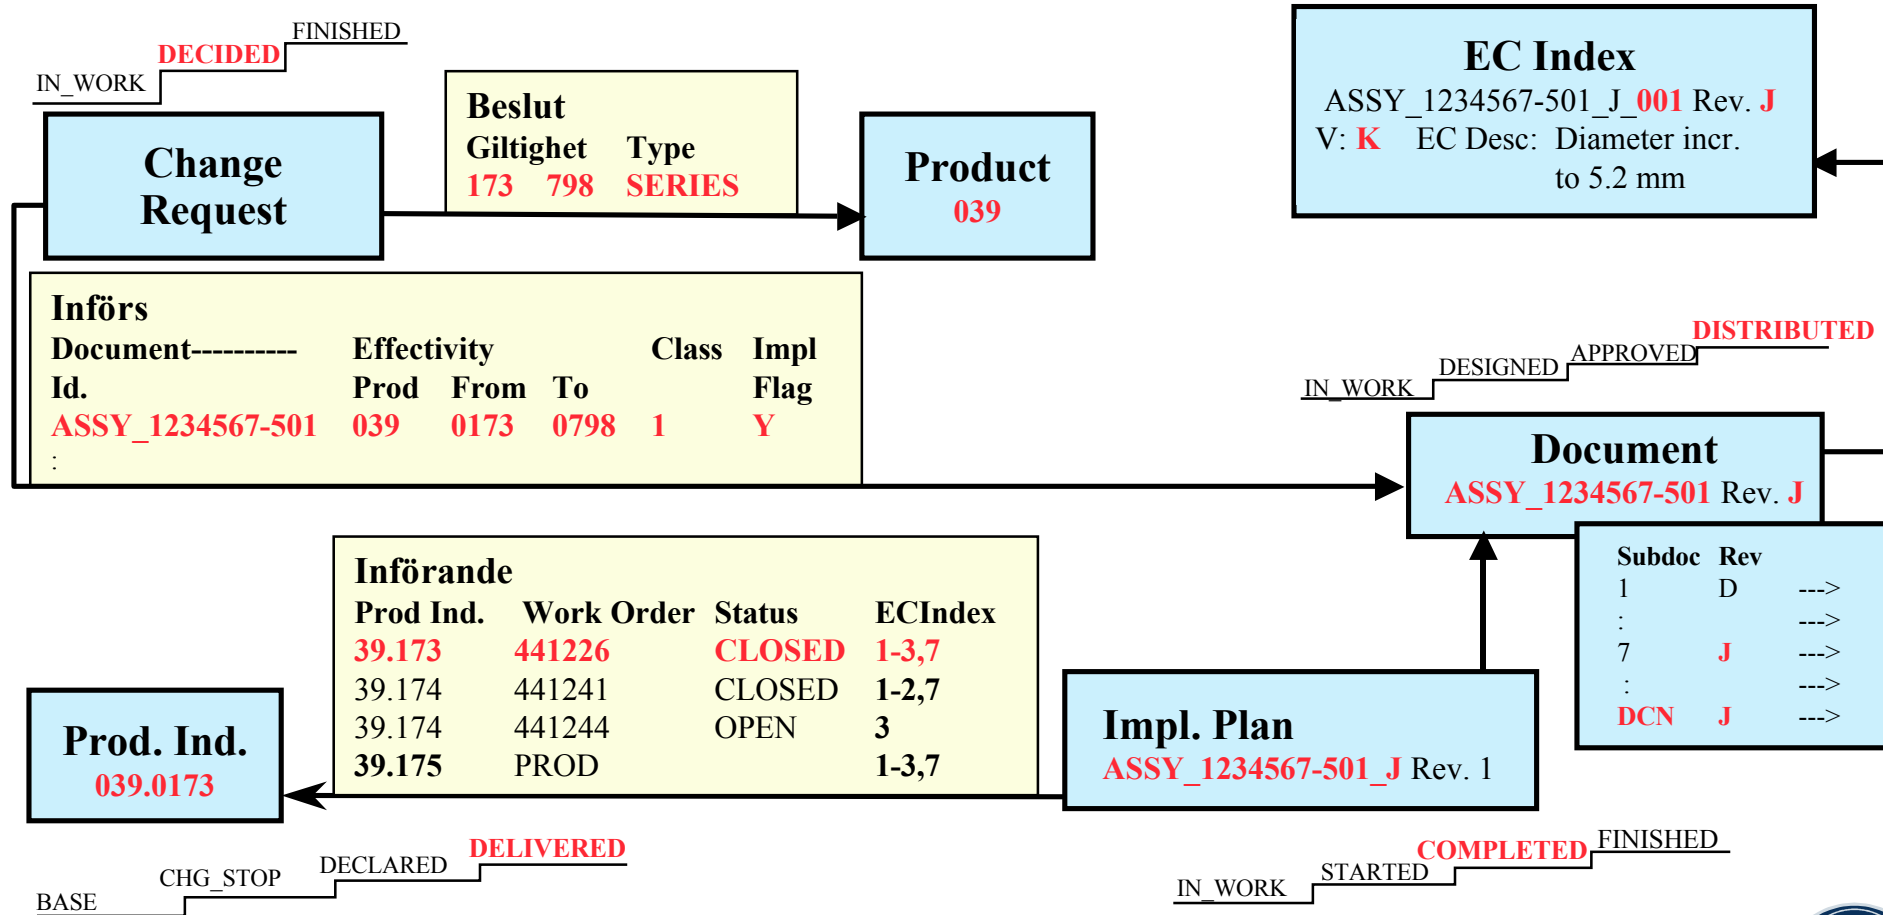 FINISHED
DECIDED
IN_WORK
Change
Request
Beslut
Giltighet Type
173 798 SERIES
Product
039
EC Index
ASSY_1234567-501_J_001 Rev. J
V: K EC Desc: Diameter incr.
to 5.2 mm
Införs
Document---------- Effectivity Class Impl
Id. Prod From To Flag
ASSY_1234567-501 039 0173 0798 1 Y
:
DISTRIBUTED
APPROVED
DESIGNED
IN_WORK
Document
ASSY_1234567-501 Rev. J
Subdoc Rev
1 D --->
: --->
7 J --->
: --->
DCN J --->
Införande
Prod Ind. Work Order Status ECIndex
39.173 441226 CLOSED 1-3,7
39.174 441241 CLOSED 1-2,7
39.174 441244 OPEN 3
39.175 PROD 1-3,7
Prod. Ind.
039.0173
Impl. Plan
ASSY_1234567-501_J Rev. 1
DELIVERED
DECLARED
CHG_STOP
BASE
FINISHED
COMPLETED
STARTED
IN_WORK